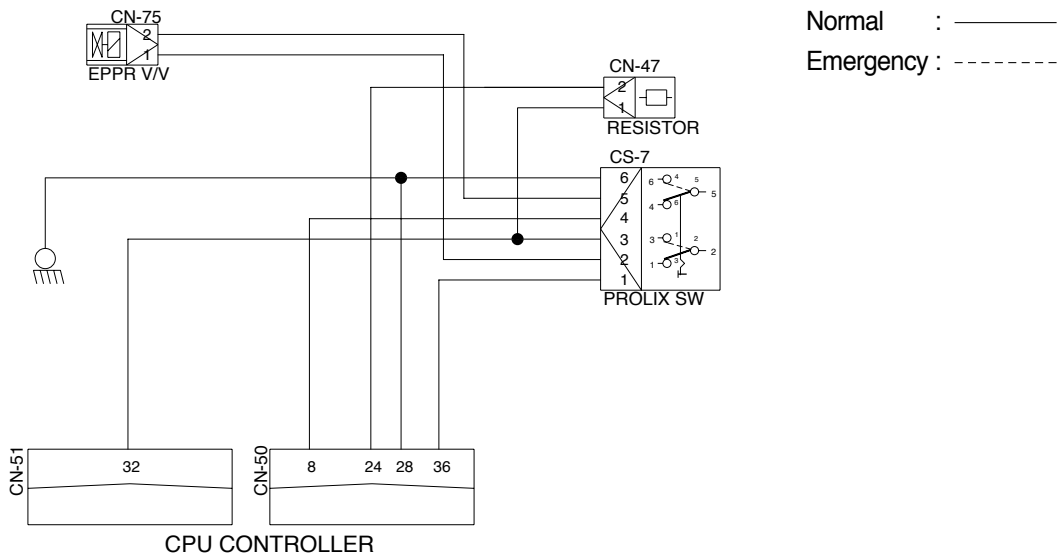 CN-75
2
1
EPPR V/V
Normal :
Emergency :
CN-47
2
1
RESISTOR
CS-7
6
5
4
3
2
1
6 4 5 5
4 6
3 1 2 2
1 3
PROLIX SW
CN-51
32
CN-50
8 24 28 36
CPU CONTROLLER